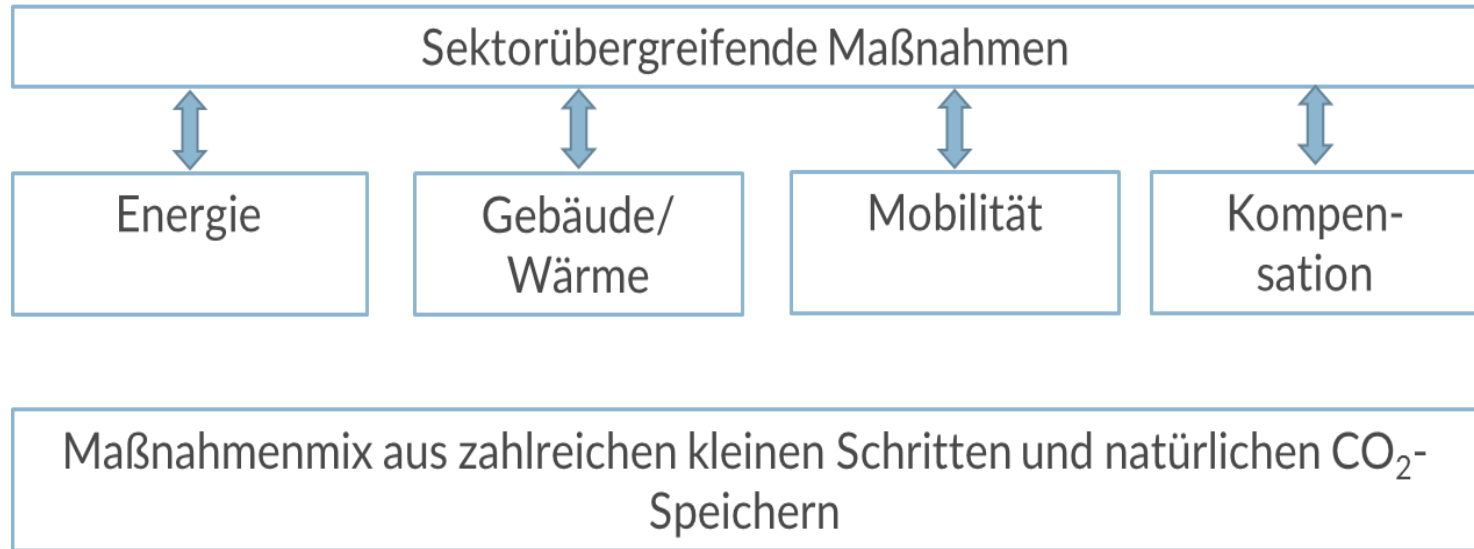 Sektorübergreifende Maßnahmen
Energie
Gebäude/
Wärme
Mobilität
Kompen-
sation
Maßnahmenmix aus zahlreichen kleinen Schritten und natürlichen CO₂-
Speichern